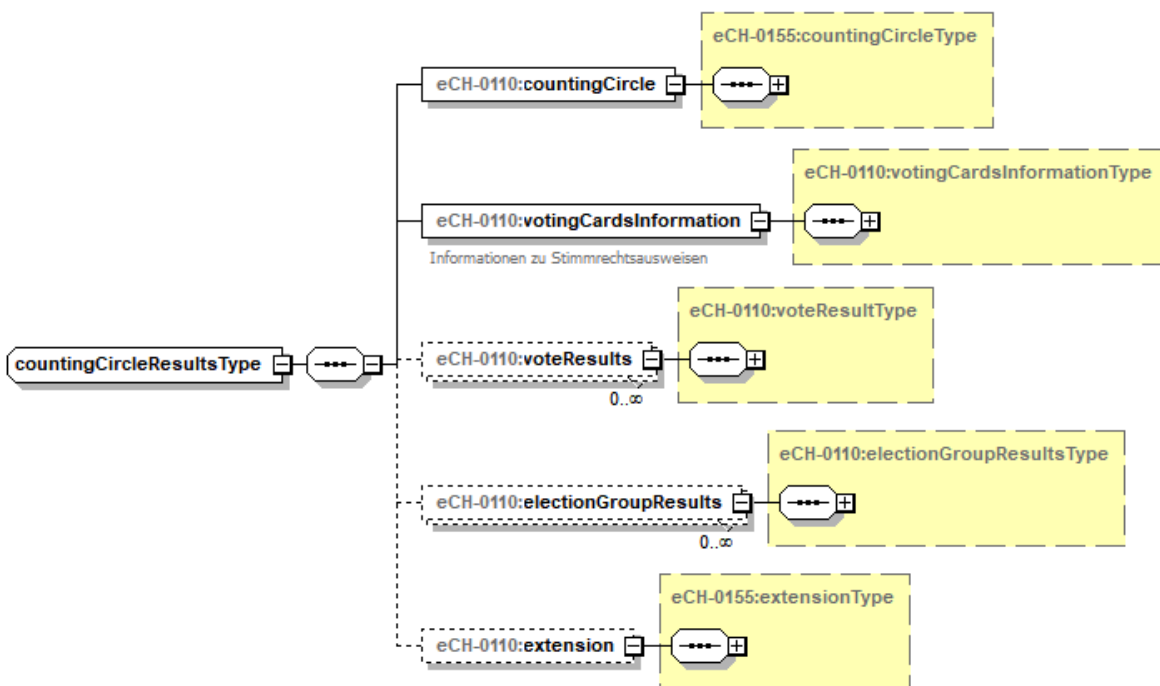 eCH-0155:countingCircleType
eCH-0110:countingCircle
eCH-0110:votingCardsInformationType
eCH-0110:votingCardsInformation
Informationen zu Stimmrechtsausweisen
eCH-0110:voteResultType
countingCircleResultsType
eCH-0110:voteResults
0..∞
eCH-0110:electionGroupResultsType
eCH-0110:electionGroupResults
0..∞
eCH-0155:extensionType
eCH-0110:extension